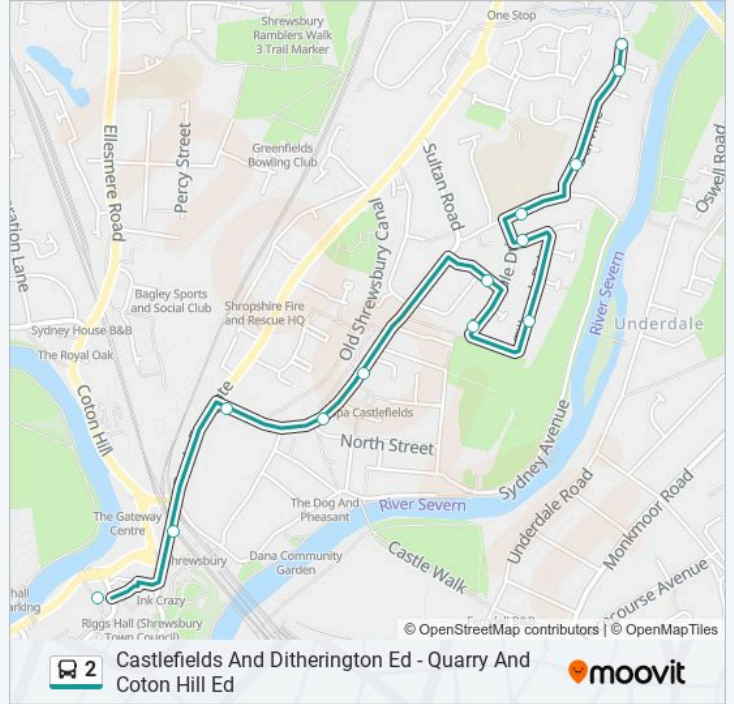 Shrewsbury
Ramblers Walk
3 Trail Marker
One Stop
Ellesmere Road
Percy Street
Greenfields
Bowling Club
Sultan Road
Oswell Road
Old Shrewsbury Canal
River Severn
Underdale
Bagley Sports
and Social Club
Shropshire Fire
and Rescue HQ
Sydney House B&B
The Royal Oak
Coton Hill
Castlefields
North Street
Sydney Avenue
The Dog And
Pheasant
River Severn
Underdale Road
Monkmoor Road
The Gateway
Centre
Shrewsbury
Dana Community
Garden
Castle Walk
Ink Crazy
Riggs Hall (Shrewsbury
Town Council)
© OpenStreetMap contributors | © OpenMapTiles
2
Castlefields And Ditherington Ed - Quarry And
Coton Hill Ed
moovit